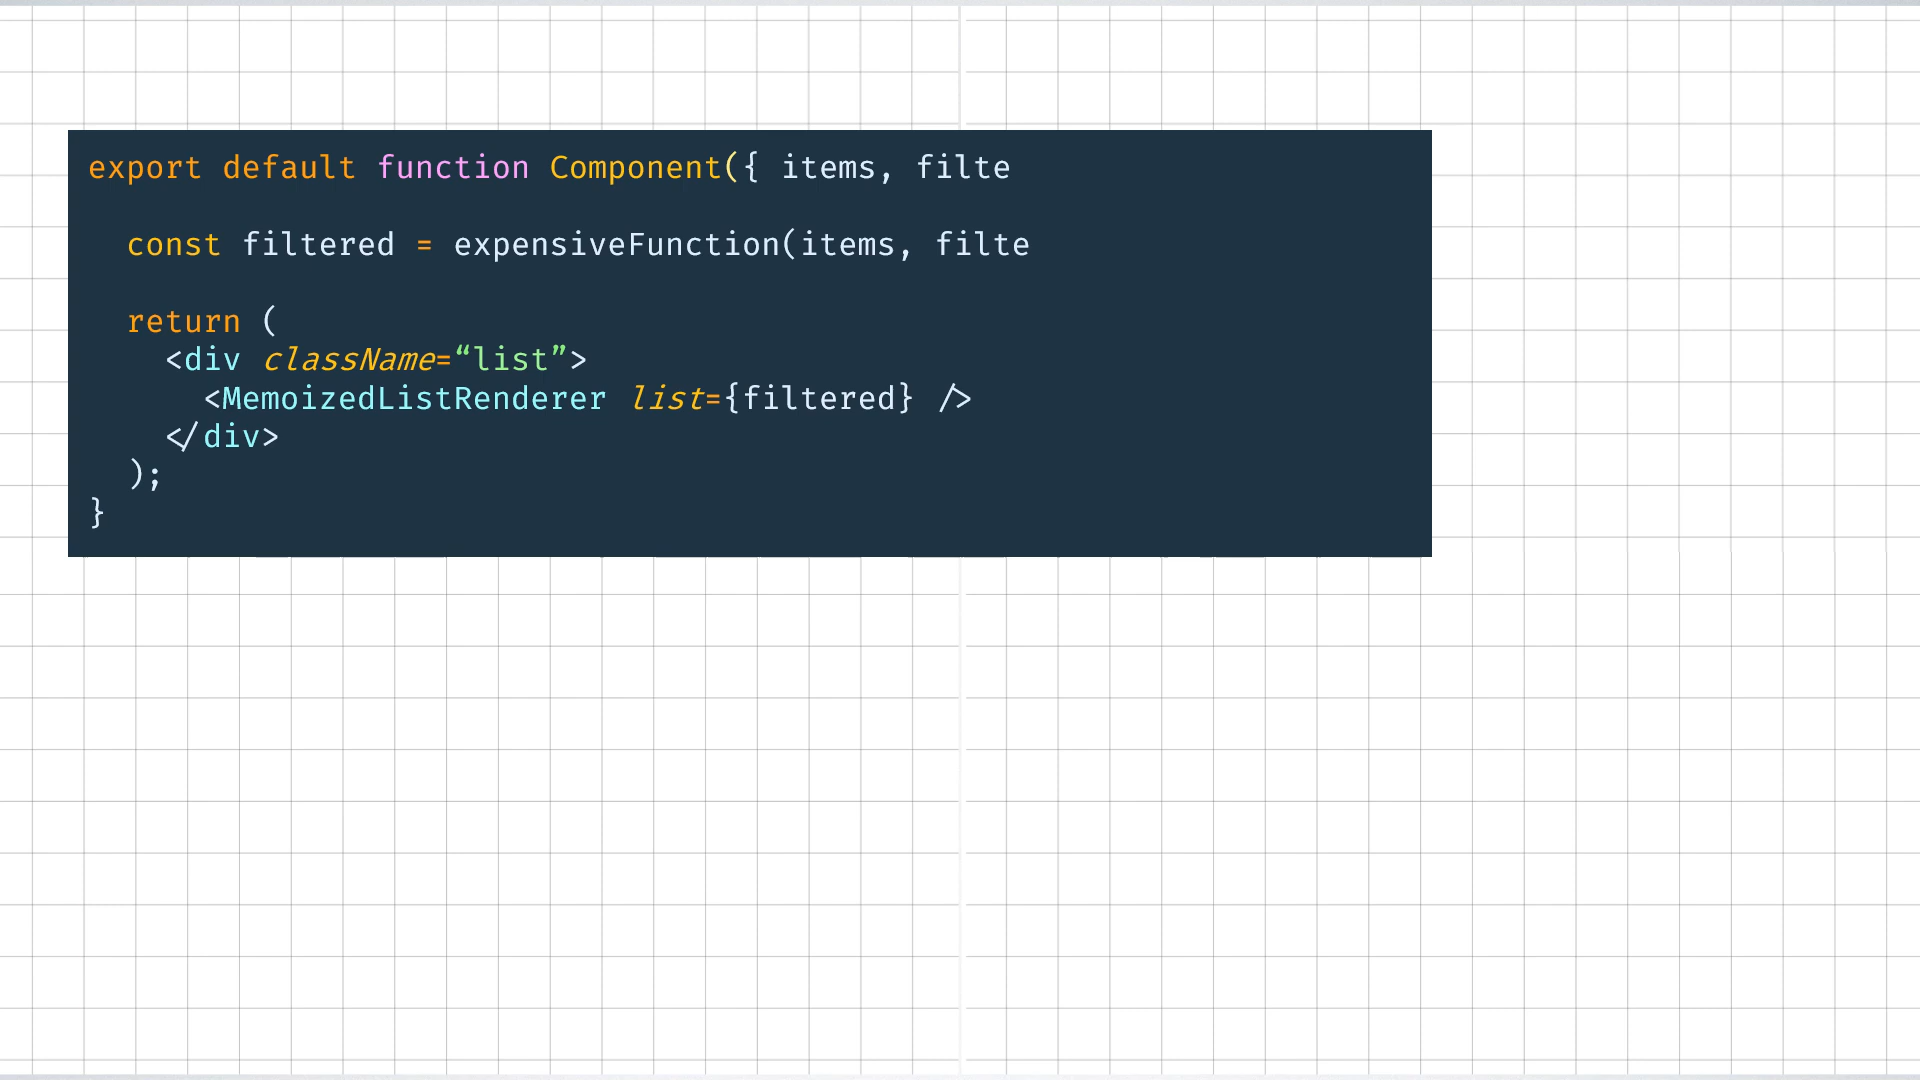 export default function Component({ items, filte
const filtered = expensiveFunction(items, filte
return (
<div className=“list”>
<MemoizedListRenderer list={filtered} />
</div>
);
}